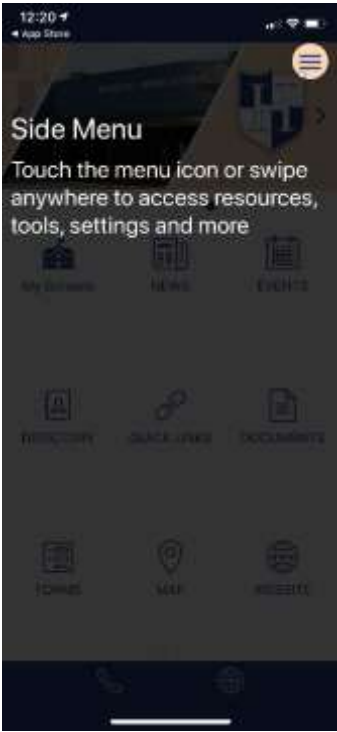 12:20
◀ App Store
Side Menu
Touch the menu icon or swipe
anywhere to access resources,
tools, settings and more
My Schools
NEWS
EVENTS
DIRECTORY
QUICK LINKS
DOCUMENTS
FORMS
MAP
WEBSITE